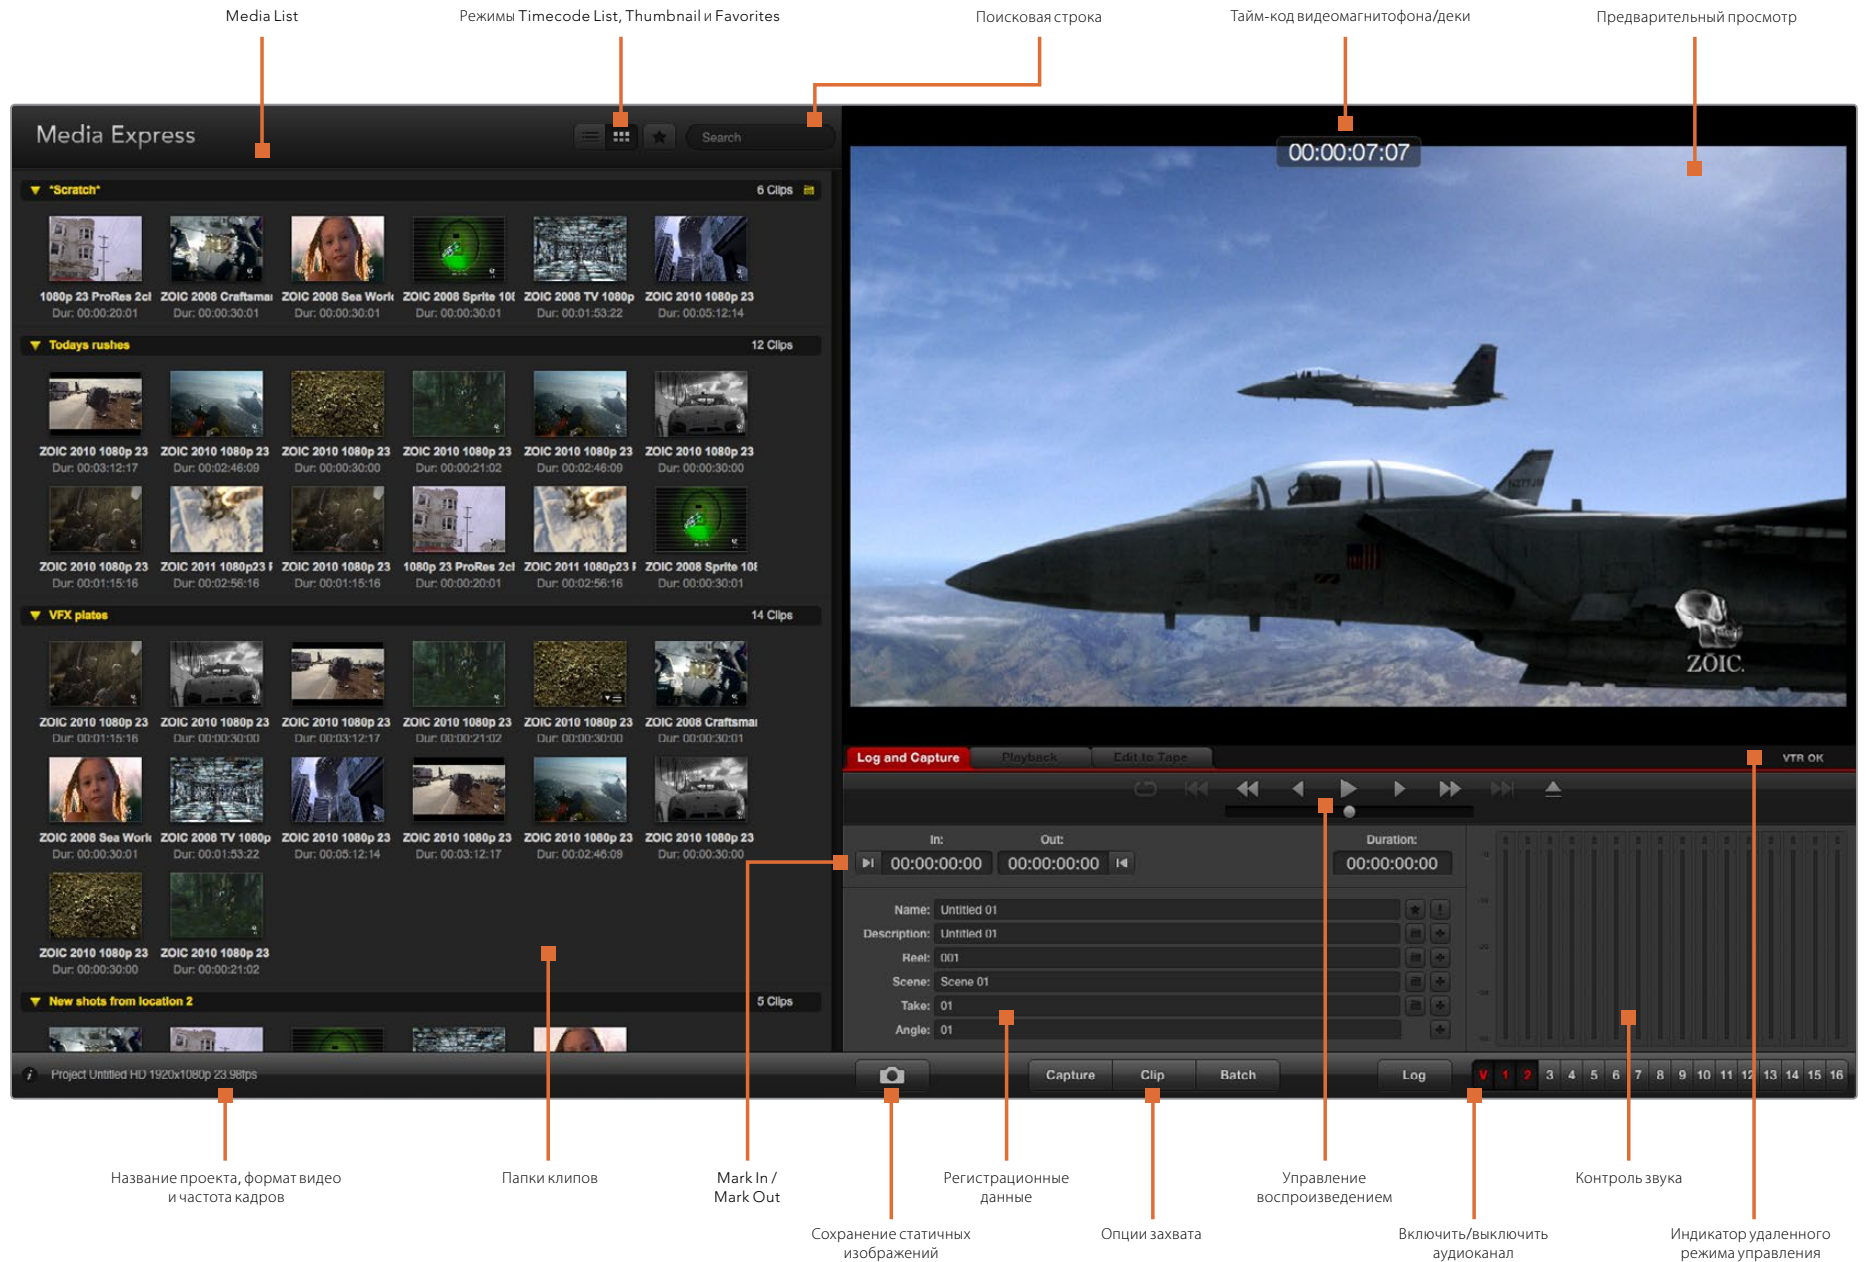 Media List
Режимы Timecode List, Thumbnail и Favorites
Поисковая строка
Тайм-код видеомагнитофона/деки
Предварительный просмотр
Media Express
Search
00:00:07:07
*Scratch*
6 Clips
1080p 23 ProRes 2cl
ZOIC 2008 Craftsmai
ZOIC 2008 Sea Work
ZOIC 2008 Sprite 108
ZOIC 2008 TV 1080p
ZOIC 2010 1080p 23
Dur: 00:00:20:01
Dur: 00:00:30:01
Dur: 00:00:30:01
Dur: 00:00:30:01
Dur: 00:01:53:22
Dur: 00:05:12:14
Todays rushes
12 Clips
ZOIC 2010 1080p 23
ZOIC 2010 1080p 23
ZOIC 2010 1080p 23
ZOIC 2010 1080p 23
ZOIC 2010 1080p 23
ZOIC 2010 1080p 23
Dur: 00:03:12:17
Dur: 00:02:46:09
Dur: 00:00:30:00
Dur: 00:00:21:02
Dur: 00:02:46:09
Dur: 00:00:30:00
ZOIC 2010 1080p 23
ZOIC 2011 1080p23 F
ZOIC 2010 1080p 23
1080p 23 ProRes 2cl
ZOIC 2011 1080p23 F
ZOIC 2008 Sprite 108
Dur: 00:01:15:16
Dur: 00:02:56:16
Dur: 00:01:15:16
Dur: 00:00:20:01
Dur: 00:02:56:16
Dur: 00:00:30:01
VFX plates
14 Clips
ZOIC 2010 1080p 23
ZOIC 2010 1080p 23
ZOIC 2010 1080p 23
ZOIC 2010 1080p 23
ZOIC 2010 1080p 23
ZOIC 2008 Craftsmai
Dur: 00:01:15:16
Dur: 00:00:30:00
Dur: 00:03:12:17
Dur: 00:00:21:02
Dur: 00:00:30:00
Dur: 00:00:30:01
ZOIC 2008 Sea Work
ZOIC 2008 TV 1080p
ZOIC 2010 1080p 23
ZOIC 2010 1080p 23
ZOIC 2010 1080p 23
ZOIC 2010 1080p 23
Dur: 00:00:30:01
Dur: 00:01:53:22
Dur: 00:05:12:14
Dur: 00:03:12:17
Dur: 00:02:46:09
Dur: 00:00:30:00
ZOIC 2010 1080p 23
ZOIC 2010 1080p 23
Dur: 00:00:30:00
Dur: 00:00:21:02
New shots from location 2
5 Clips
Project Untitled HD 1920x1080p 23.98fps
ZŌIC.
Log and Capture
Playback
Edit to Tape
VTR OK
In:
Out:
Duration:
00:00:00:00
00:00:00:00
00:00:00:00
Name: Untitled 01
Description: Untitled 01
Reel: 001
Scene: Scene 01
Take: 01
Angle: 01
Capture
Clip
Batch
Log
V 1 2 3 4 5 6 7 8 9 10 11 12 13 14 15 16
Название проекта, формат видео
и частота кадров
Папки клипов
Mark In /
Mark Out
Регистрационные
данные
Управление
воспроизведением
Контроль звука
Сохранение статичных
изображений
Опции захвата
Включить/выключить
аудиоканал
Индикатор удаленного
режима управления